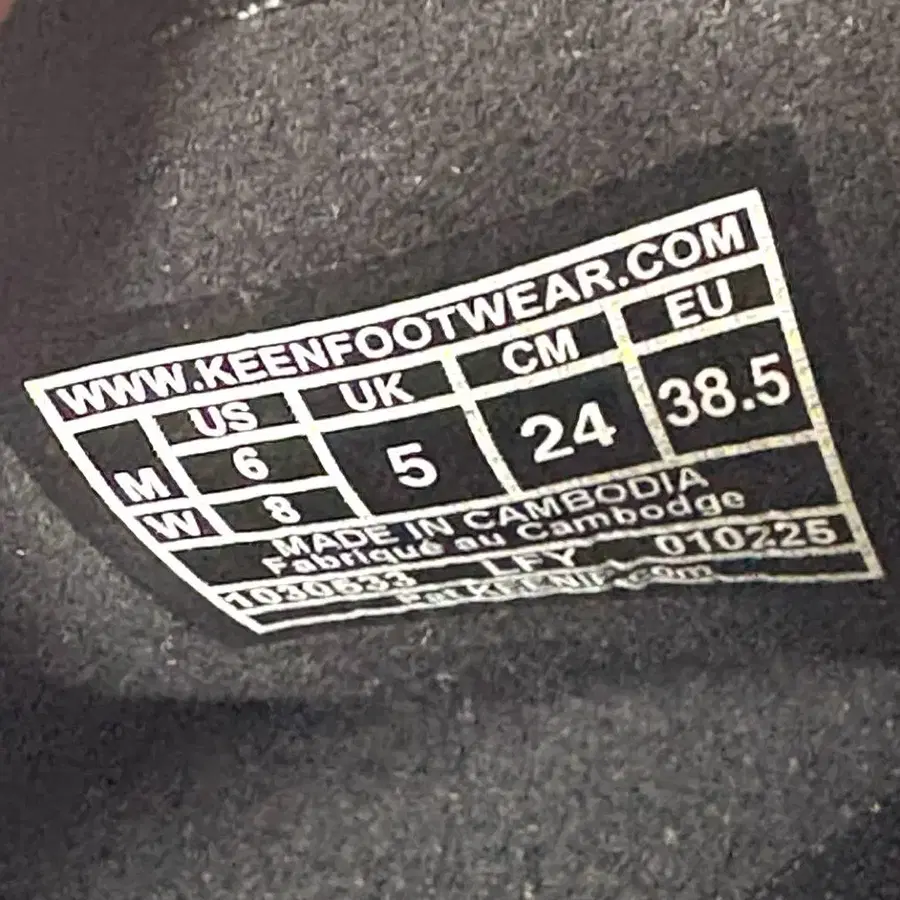 WWW.KEENFOOTWEAR.COM
US UK CM EU
M 6 5 24 38.5
W 8
MADE IN CAMBODIA
Fabriqué au Cambodge
1030633 LFY 010225